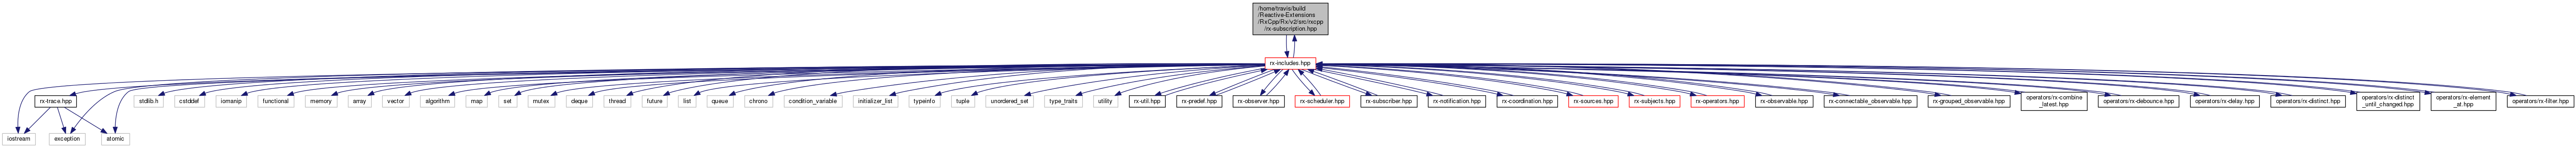 /home/travis/build
/Reactive-Extensions
/RxCpp/Rx/v2/src/rxcpp
/rx-subscription.hpp
rx-includes.hpp
rx-trace.hpp
stdlib.h
cstddef
iomanip
functional
memory
array
vector
algorithm
map
set
mutex
deque
thread
future
list
queue
chrono
condition_variable
initializer_list
typeinfo
tuple
unordered_set
type_traits
utility
rx-util.hpp
rx-predef.hpp
rx-observer.hpp
rx-scheduler.hpp
rx-subscriber.hpp
rx-notification.hpp
rx-coordination.hpp
rx-sources.hpp
rx-subjects.hpp
rx-operators.hpp
rx-observable.hpp
rx-connectable_observable.hpp
rx-grouped_observable.hpp
operators/rx-combine
_latest.hpp
operators/rx-debounce.hpp
operators/rx-delay.hpp
operators/rx-distinct.hpp
operators/rx-distinct
_until_changed.hpp
operators/rx-element
_at.hpp
operators/rx-filter.hpp
iostream
exception
atomic